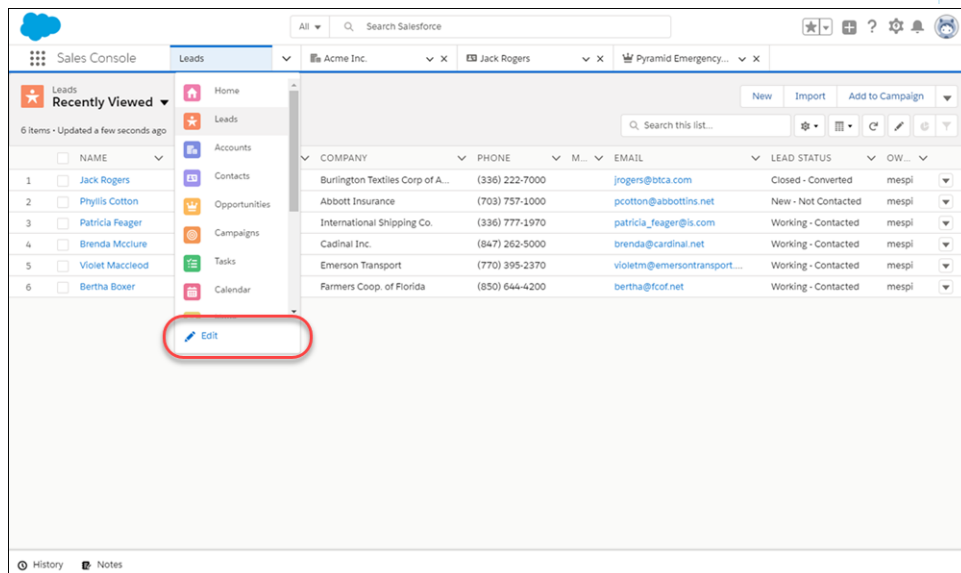 All Search Salesforce
Sales Console Leads Acme Inc. Jack Rogers Pyramid Emergency...
Leads
Recently Viewed
New Import Add to Campaign
6 items • Updated a few seconds ago
Search this list...
Home
Leads
Accounts
Contacts
Opportunities
Campaigns
Tasks
Calendar
Edit
NAME COMPANY PHONE M... EMAIL LEAD STATUS OW...
1 Jack Rogers Burlington Textiles Corp of A... (336) 222-7000 jrogers@btca.com Closed - Converted mespi
2 Phyllis Cotton Abbott Insurance (703) 757-1000 pcotton@abbottins.net New - Not Contacted mespi
3 Patricia Feager International Shipping Co. (336) 777-1970 patricia_feager@is.com Working - Contacted mespi
4 Brenda Mcclure Cadinal Inc. (847) 262-5000 brenda@cardinal.net Working - Contacted mespi
5 Violet Maccleod Emerson Transport (770) 395-2370 violetm@emersontransport.... Working - Contacted mespi
6 Bertha Boxer Farmers Coop. of Florida (850) 644-4200 bertha@fcof.net Working - Contacted mespi
History Notes